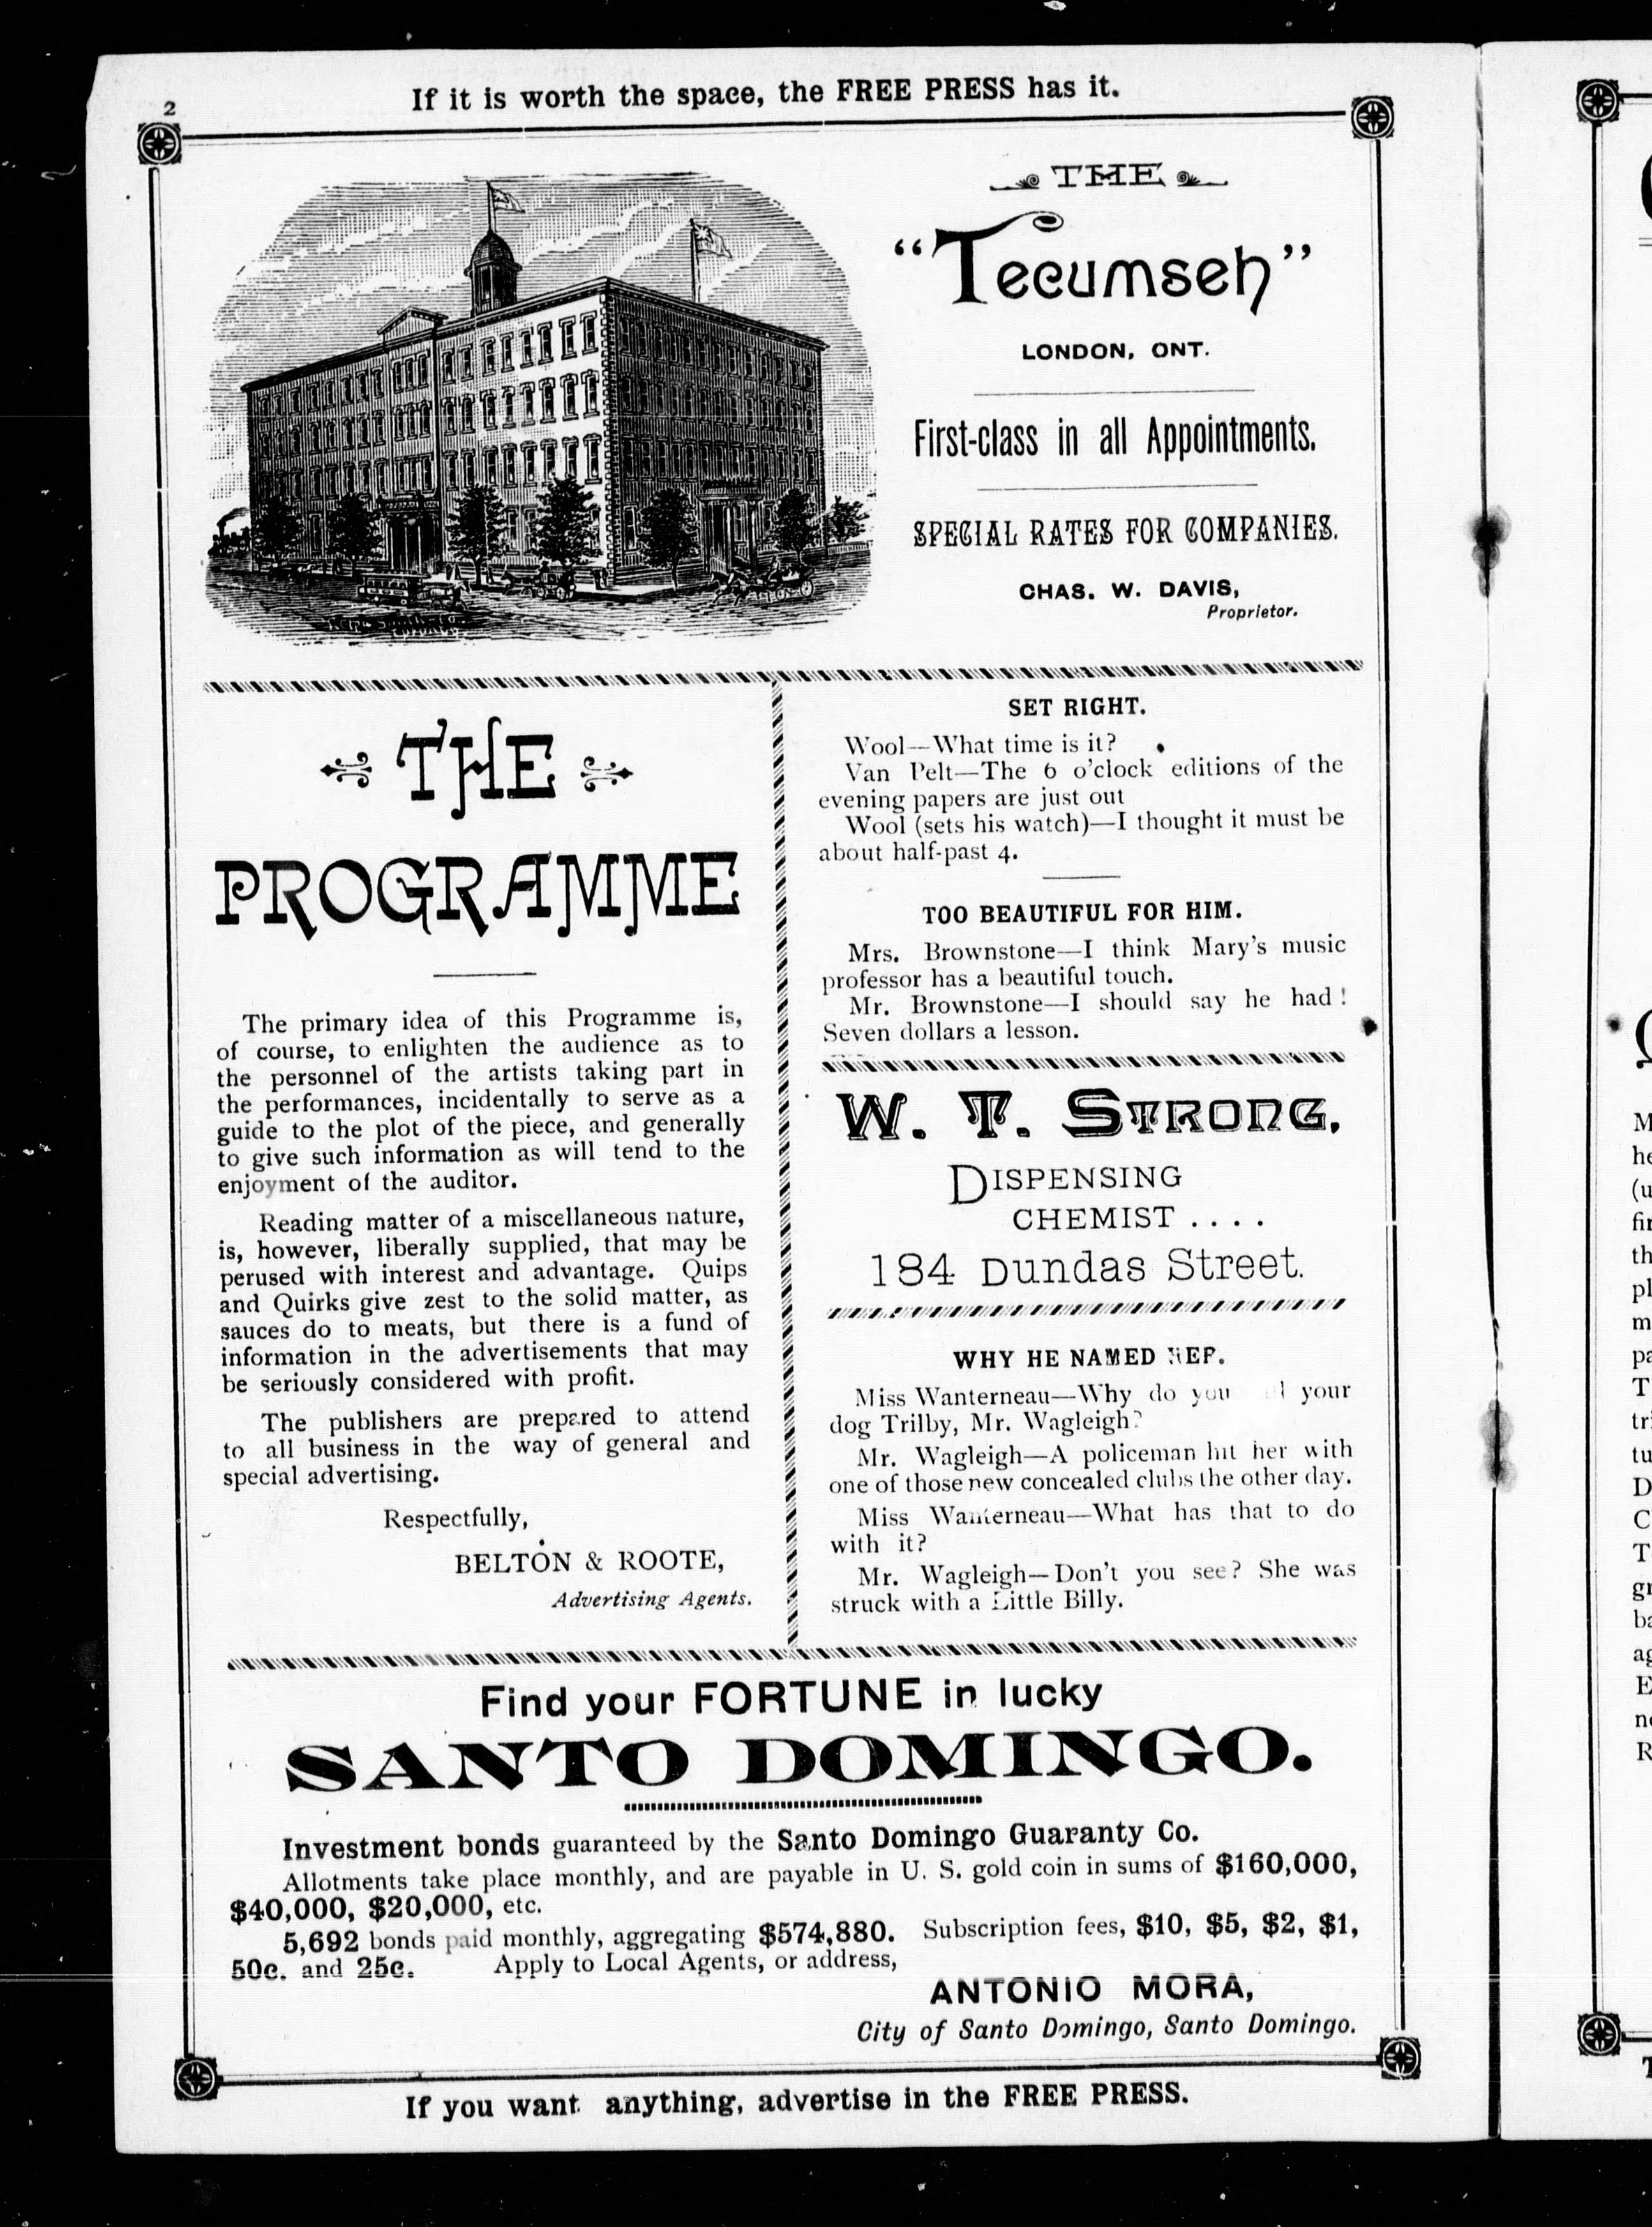 2
If it is worth the space, the FREE PRESS has it.
THE
"Tecumseh"
LONDON, ONT.
First-class in all Appointments.
SPECIAL RATES FOR COMPANIES.
CHAS. W. DAVIS,
Proprietor.
THE
PROGRAMME
The primary idea of this Programme is,
of course, to enlighten the audience as to
the personnel of the artists taking part in
the performances, incidentally to serve as a
guide to the plot of the piece, and generally
to give such information as will tend to the
enjoyment of the auditor.
Reading matter of a miscellaneous nature,
is, however, liberally supplied, that may be
perused with interest and advantage. Quips
and Quirks give zest to the solid matter, as
sauces do to meats, but there is a fund of
information in the advertisements that may
be seriously considered with profit.
The publishers are prepared to attend
to all business in the way of general and
special advertising.
Respectfully,
BELTON & ROOTE,
Advertising Agents.
SET RIGHT.
Wool—What time is it?
Van Pelt—The 6 o'clock editions of the
evening papers are just out
Wool (sets his watch)—I thought it must be
about half-past 4.
TOO BEAUTIFUL FOR HIM.
Mrs. Brownstone—I think Mary's music
professor has a beautiful touch.
Mr. Brownstone—I should say he had!
Seven dollars a lesson.
W. T. STRONG,
DISPENSING
CHEMIST ....
184 Dundas Street.
WHY HE NAMED HER.
Miss Wanterneau—Why do you your
dog Trilby, Mr. Wagleigh?
Mr. Wagleigh—A policeman hit her with
one of those new concealed clubs the other day.
Miss Wanterneau—What has that to do
with it?
Mr. Wagleigh—Don't you see? She was
struck with a Little Billy.
Find your FORTUNE in lucky
SANTO DOMINGO.
Investment bonds guaranteed by the Santo Domingo Guaranty Co.
Allotments take place monthly, and are payable in U. S. gold coin in sums of $160,000,
$40,000, $20,000, etc.
5,692 bonds paid monthly, aggregating $574,880. Subscription fees, $10, $5, $2, $1,
50c. and 25c. Apply to Local Agents, or address,
ANTONIO MORA,
City of Santo Domingo, Santo Domingo.
If you want anything, advertise in the FREE PRESS.